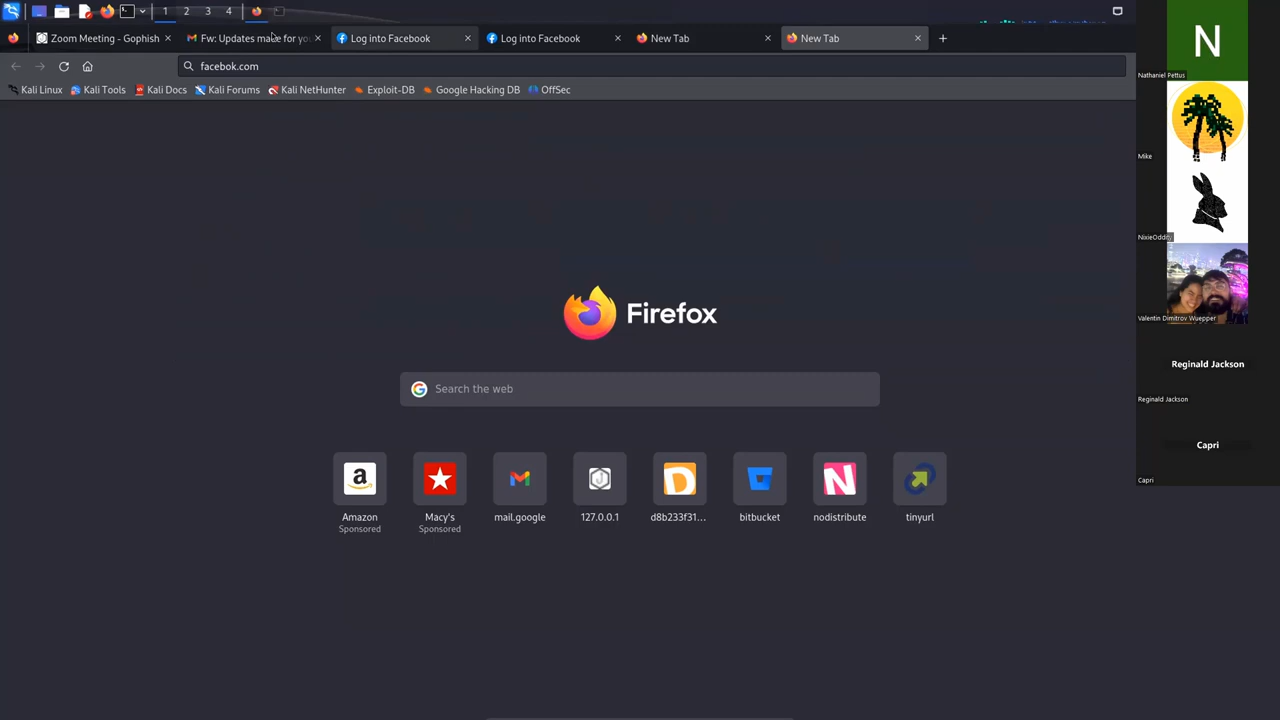 1 2 3 4
Zoom Meeting - Gophish
Fw: Updates made for yo
Log into Facebook
Log into Facebook
New Tab
New Tab
facebok.com
Kali Linux Kali Tools Kali Docs Kali Forums Kali NetHunter Exploit-DB Google Hacking DB OffSec
Firefox
Search the web
a
D
N
Amazon Macy's mail.google 127.0.0.1 d8b233f31... bitbucket nodistribute tinyurl
Sponsored Sponsored
N
Nathaniel Pettus
Mike
NixieOddity
Valentin Dimitrov Wuepper
Reginald Jackson
Reginald Jackson
Capri
Capri